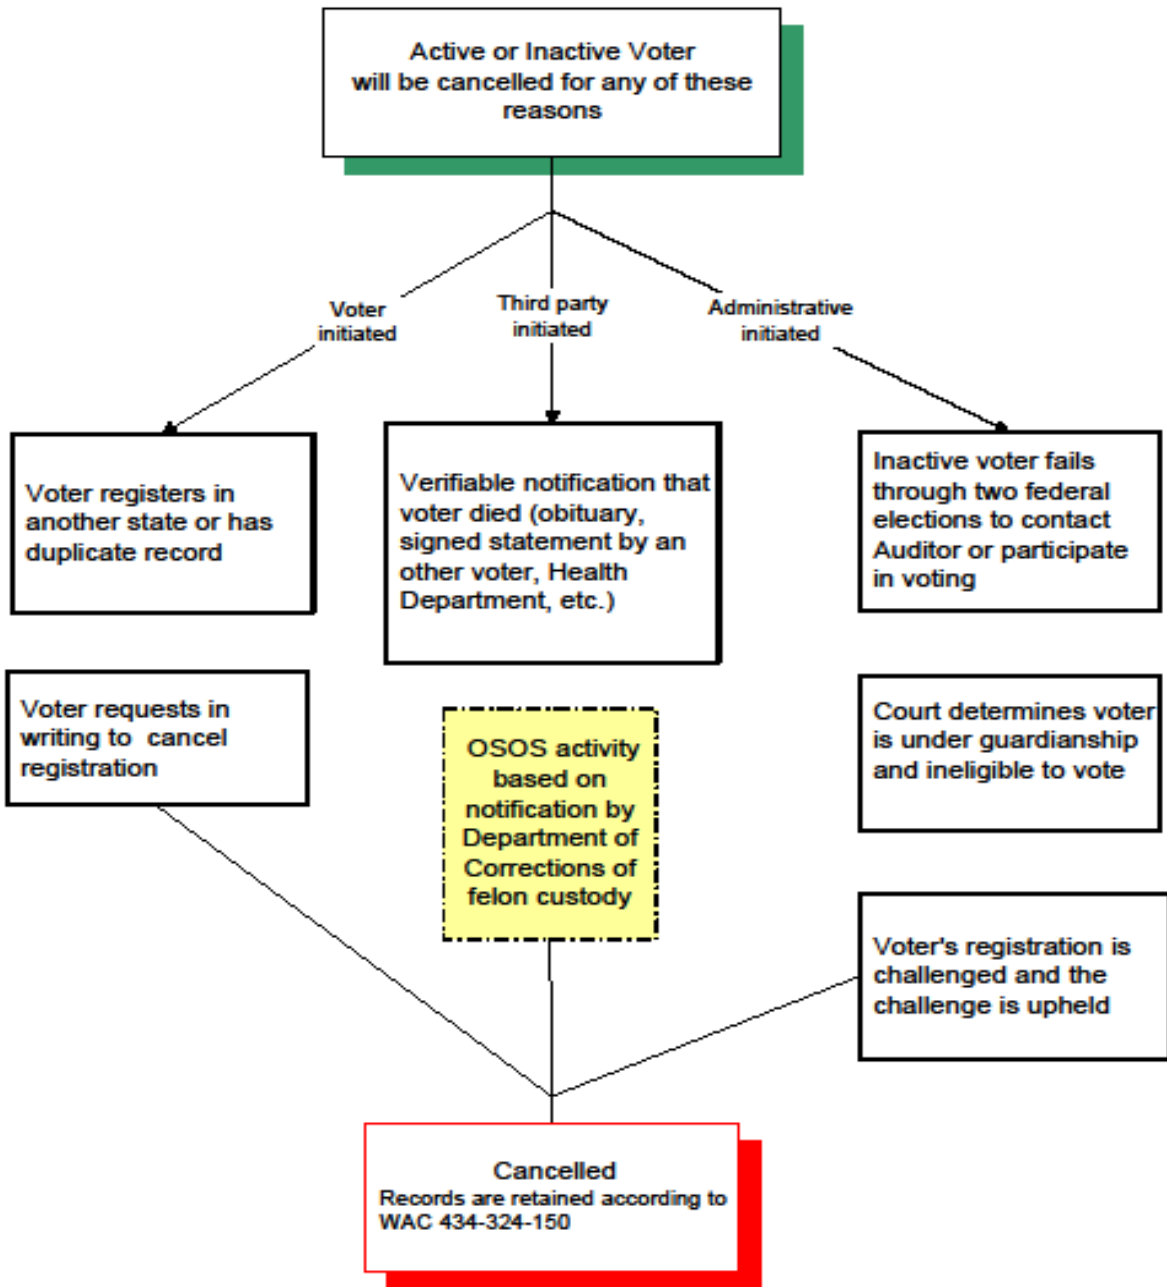 Active or Inactive Voter
will be cancelled for any of these
reasons
Voter
initiated
Third party
initiated
Administrative
initiated
Voter registers in
another state or has
duplicate record
Verifiable notification that
voter died (obituary,
signed statement by an
other voter, Health
Department, etc.)
Inactive voter fails
through two federal
elections to contact
Auditor or participate
in voting
Voter requests in
writing to cancel
registration
OSOS activity
based on
notification by
Department of
Corrections of
felon custody
Court determines voter
is under guardianship
and ineligible to vote
Voter's registration is
challenged and the
challenge is upheld
Cancelled
Records are retained according to
WAC 434-324-150